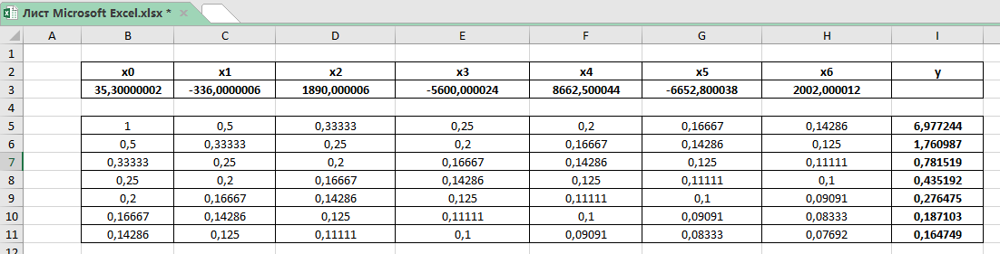 Лист Microsoft Excel.xlsx *
A B C D E F G H I
1
2 x0 x1 x2 x3 x4 x5 x6 y
3 35,30000002 -336,0000006 1890,000006 -5600,000024 8662,500044 -6652,800038 2002,000012
4
5 1 0,5 0,33333 0,25 0,2 0,16667 0,14286 6,977244
6 0,5 0,33333 0,25 0,2 0,16667 0,14286 0,125 1,760987
7 0,33333 0,25 0,2 0,16667 0,14286 0,125 0,11111 0,781519
8 0,25 0,2 0,16667 0,14286 0,125 0,11111 0,1 0,435192
9 0,2 0,16667 0,14286 0,125 0,11111 0,1 0,09091 0,276475
10 0,16667 0,14286 0,125 0,11111 0,1 0,09091 0,08333 0,187103
11 0,14286 0,125 0,11111 0,1 0,09091 0,08333 0,07692 0,164749
12